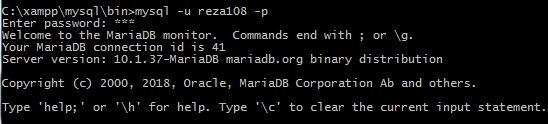 C:\xampp\mysql\bin>mysql -u reza108 -p
Enter password: ***
Welcome to the MariaDB monitor.  Commands end with ; or \g.
Your MariaDB connection id is 41
Server version: 10.1.37-MariaDB mariadb.org binary distribution
Copyright (c) 2000, 2018, Oracle, MariaDB Corporation Ab and others.
Type 'help;' or '\h' for help. Type '\c' to clear the current input statement.